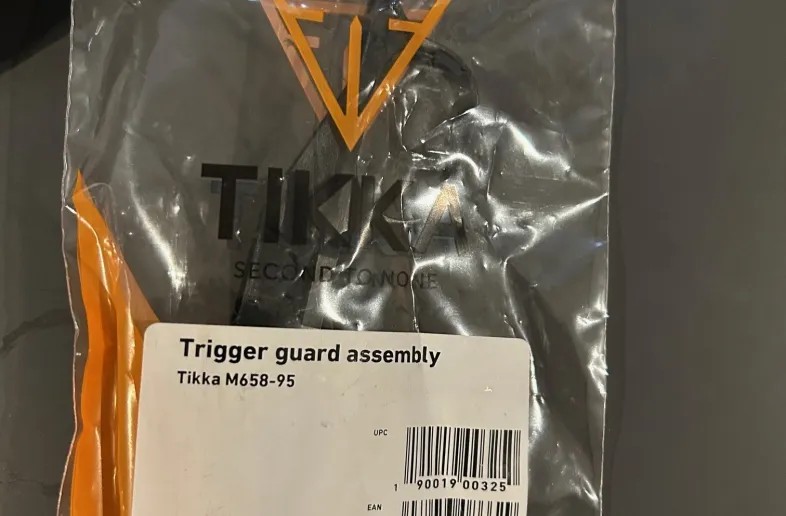 TIKKA
SECOND TO NONE
Trigger guard assembly
Tikka M658-95
UPC
1 90019 00325
EAN